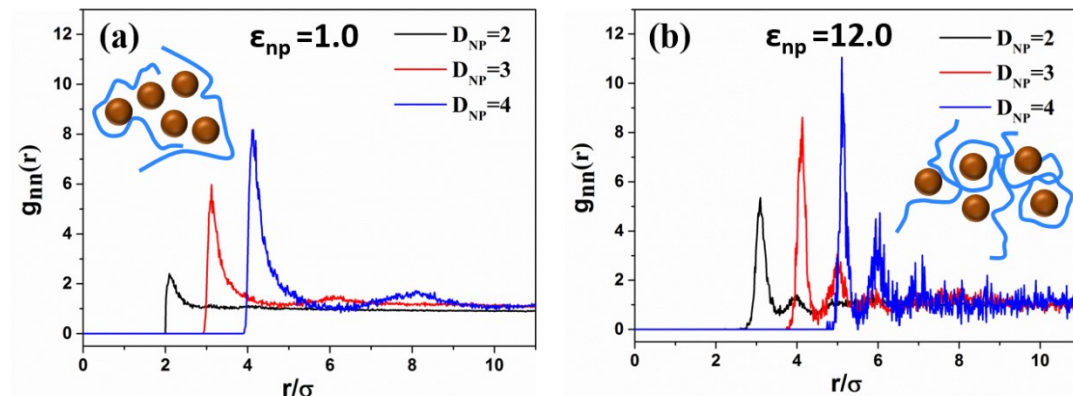 (a)
ε_np =1.0
D_NP=2
D_NP=3
D_NP=4
12
10
8
6
4
2
0
g_nn(r)
0 2 4 6 8 10
r/σ
(b)
ε_np =12.0
D_NP=2
D_NP=3
D_NP=4
12
10
8
6
4
2
0
g_nn(r)
0 2 4 6 8 10
r/σ